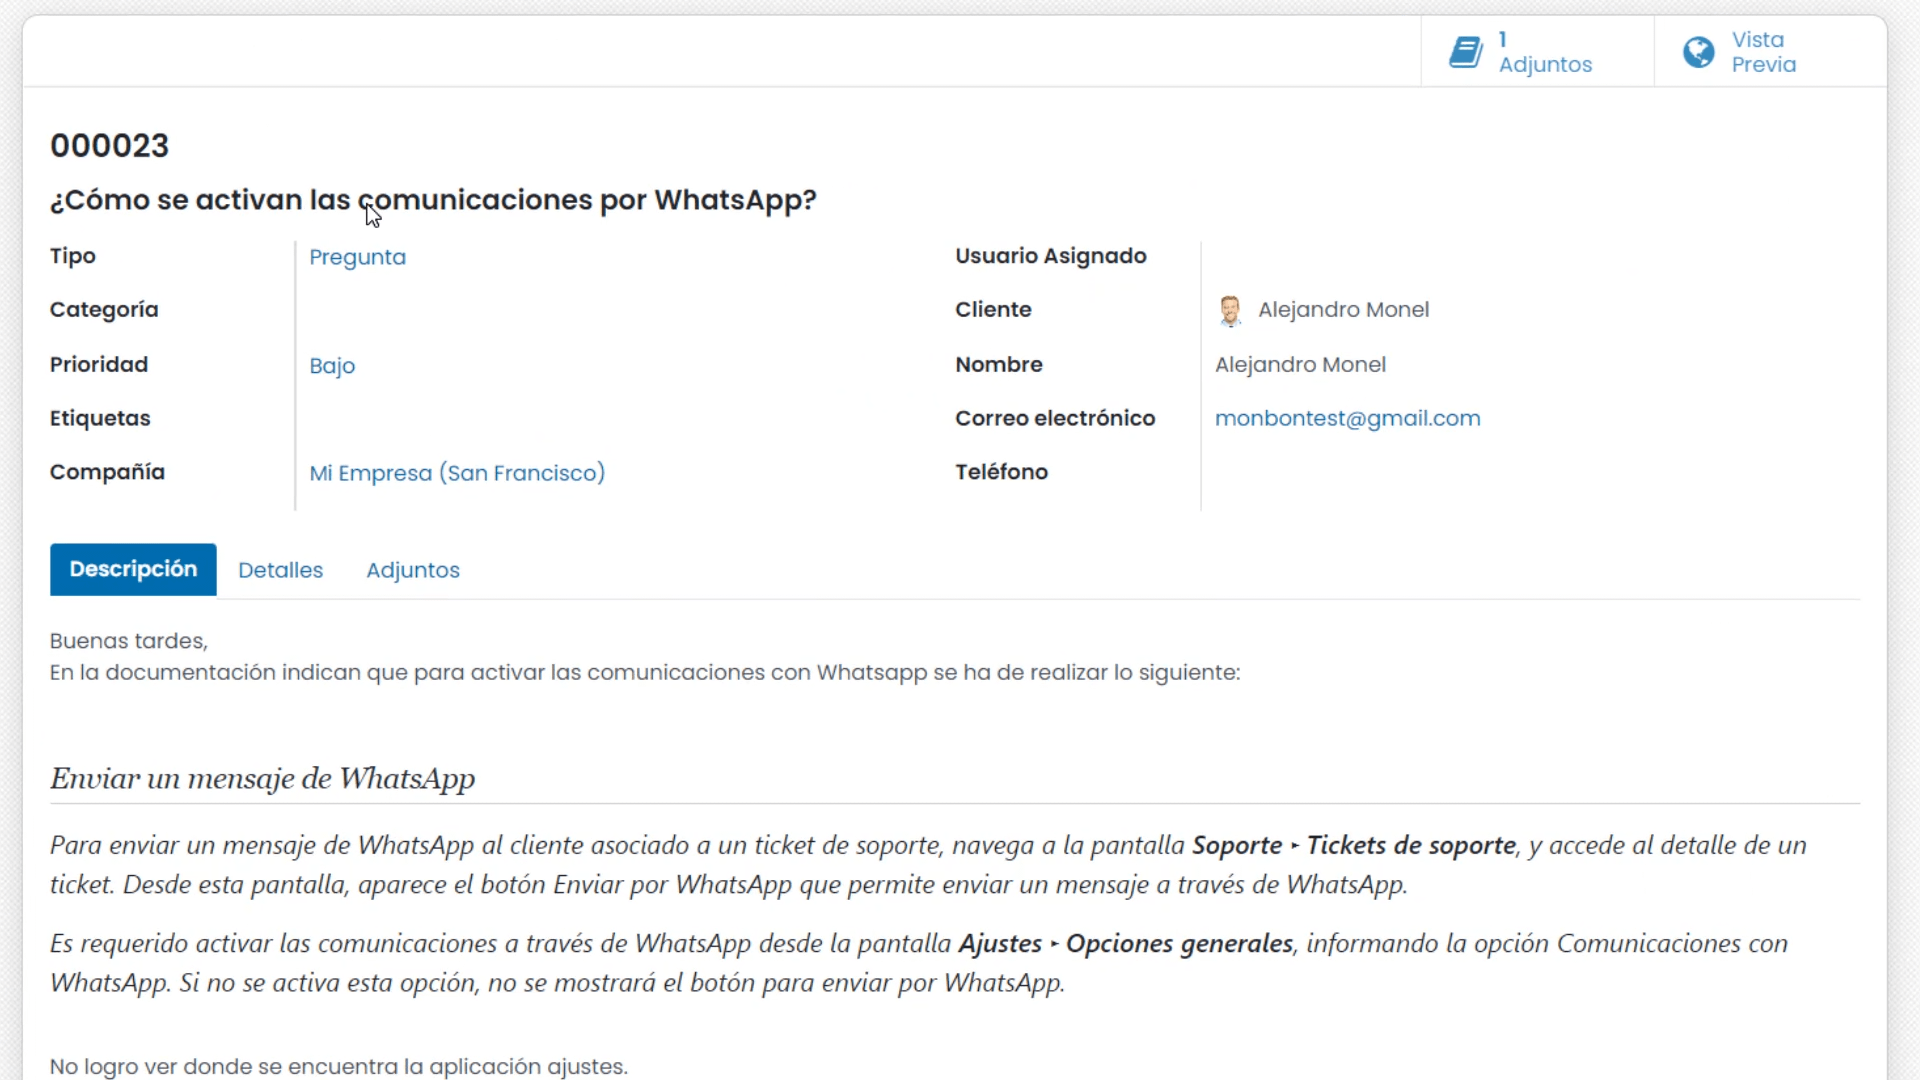 1
Adjuntos
Vista
Previa
000023
¿Cómo se activan las comunicaciones por WhatsApp?
Tipo
Pregunta
Usuario Asignado
Categoría
Cliente
Alejandro Monel
Prioridad
Bajo
Nombre
Alejandro Monel
Etiquetas
Correo electrónico
monbontest@gmail.com
Compañía
Mi Empresa (San Francisco)
Teléfono
Descripción
Detalles
Adjuntos
Buenas tardes,
En la documentación indican que para activar las comunicaciones con Whatsapp se ha de realizar lo siguiente:
Enviar un mensaje de WhatsApp
Para enviar un mensaje de WhatsApp al cliente asociado a un ticket de soporte, navega a la pantalla Soporte ‣ Tickets de soporte, y accede al detalle de un
ticket. Desde esta pantalla, aparece el botón Enviar por WhatsApp que permite enviar un mensaje a través de WhatsApp.
Es requerido activar las comunicaciones a través de WhatsApp desde la pantalla Ajustes ‣ Opciones generales, informando la opción Comunicaciones con
WhatsApp. Si no se activa esta opción, no se mostrará el botón para enviar por WhatsApp.
No logro ver donde se encuentra la aplicación ajustes.